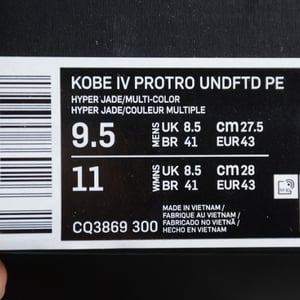 KOBE IV PROTRO UNDFTD PE
HYPER JADE/MULTI-COLOR
HYPER JADE/COULEUR MULTIPLE
9.5 MENS UK 8.5 cm 27.5
BR 41 EUR 43
11 WMNS UK 8.5 cm 28
BR 41 EUR 43
CQ3869 300
MADE IN VIETNAM /
FABRIQUE AU VIETNAM /
FABRICADO NO VIETNÃ /
HECHO EN VIETNAM